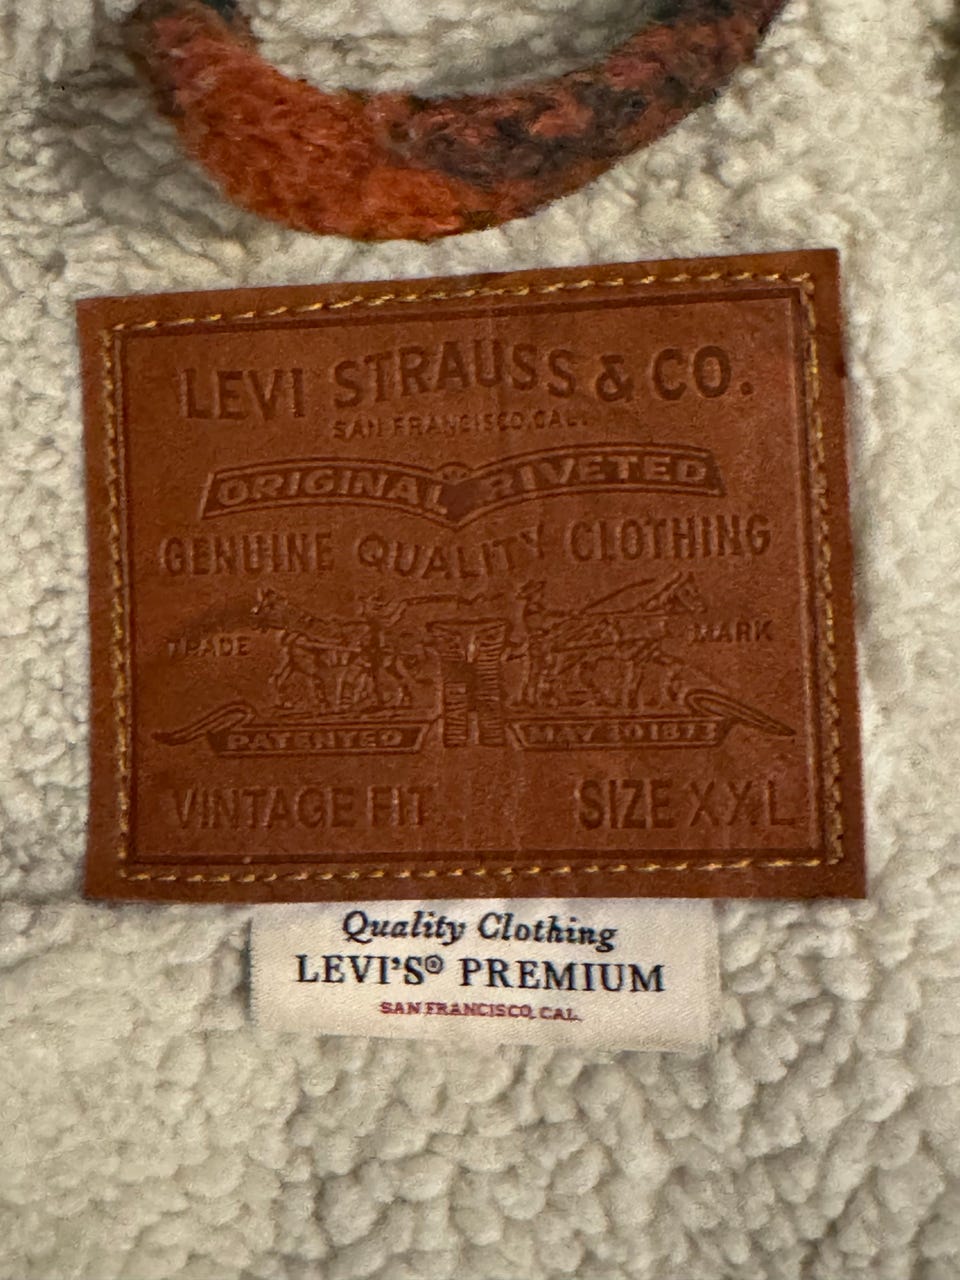 LEVI STRAUSS & CO.
SAN FRANCISCO, CAL.
ORIGINAL RIVETED
GENUINE QUALITY CLOTHING
TRADE MARK
PATENTED MAY 20 1873
VINTAGE FIT SIZE XXL
Quality Clothing
LEVI'S® PREMIUM
SAN FRANCISCO, CAL.